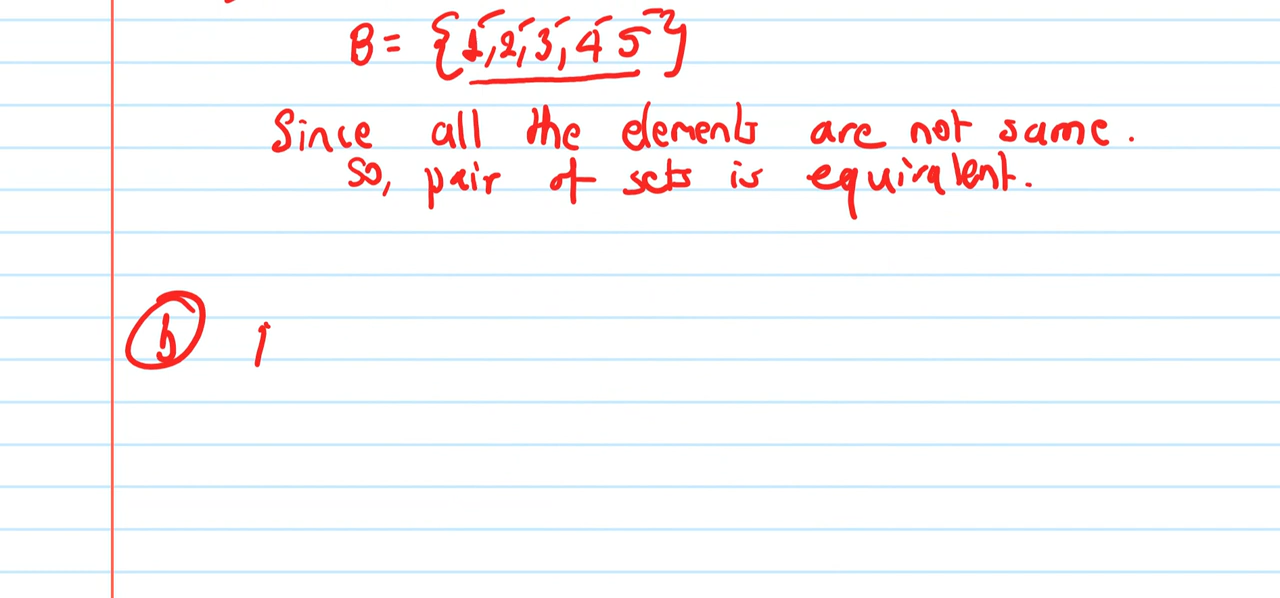 B = {1, 2, 3, 4 5}
Since all the elements are not same.
so, pair of sets is equivalent.
b